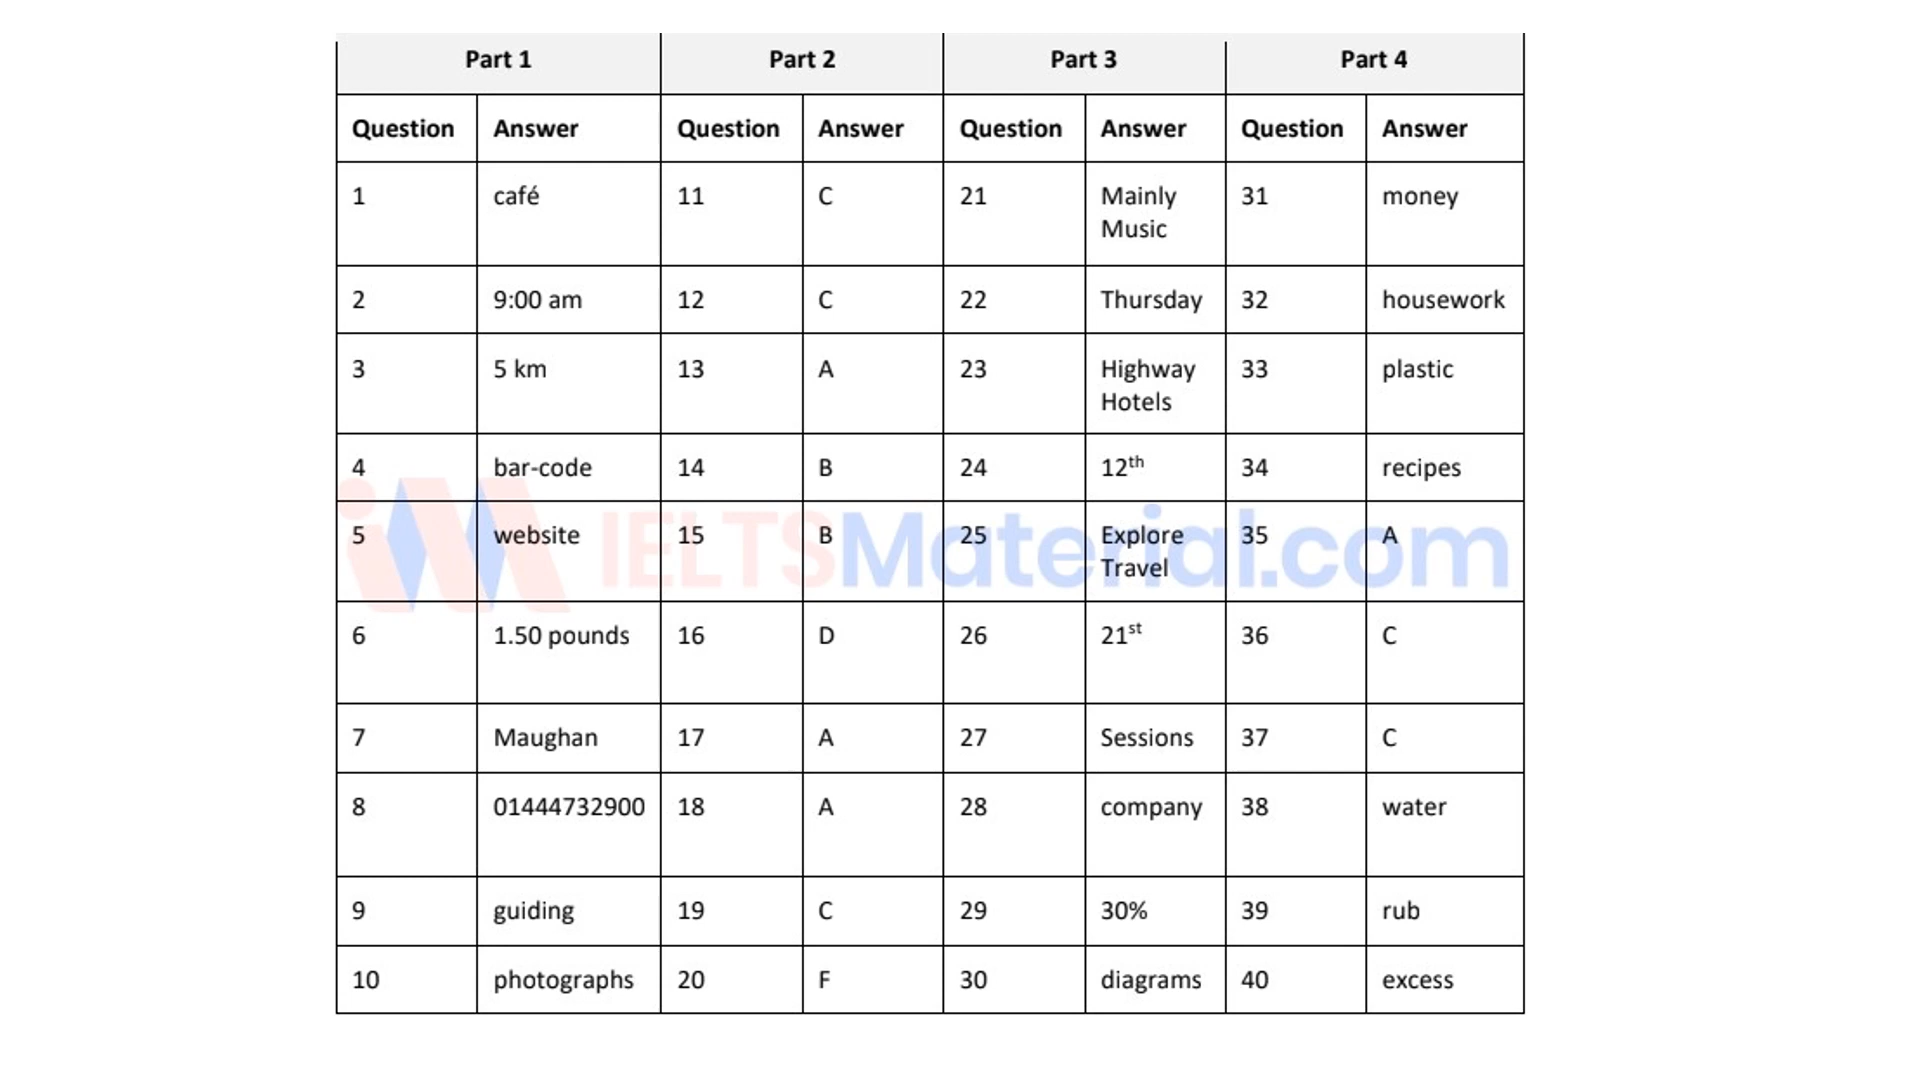 Part 1 Part 2 Part 3 Part 4
Question Answer Question Answer Question Answer Question Answer
1 café 11 C 21 Mainly 31 money
Music
2 9:00 am 12 C 22 Thursday 32 housework
3 5 km 13 A 23 Highway 33 plastic
Hotels
4 bar-code 14 B 24 12th 34 recipes
5 website 15 B 25 Explore 35 A
Travel
IELTSMaterial.com
6 1.50 pounds 16 D 26 21st 36 C
7 Maughan 17 A 27 Sessions 37 C
8 01444732900 18 A 28 company 38 water
9 guiding 19 C 29 30% 39 rub
10 photographs 20 F 30 diagrams 40 excess